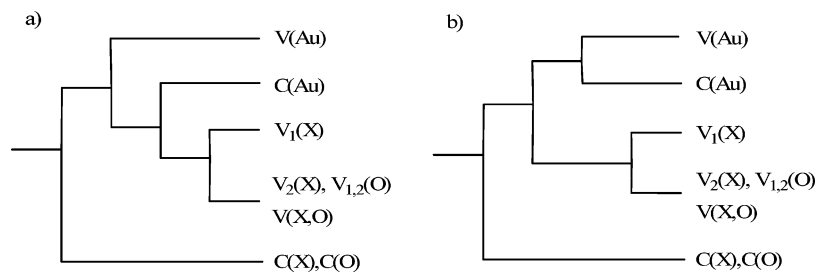 a)
V(Au)
C(Au)
V₁(X)
V₂(X), V₁,₂(O)
V(X,O)
C(X),C(O)
b)
V(Au)
C(Au)
V₁(X)
V₂(X), V₁,₂(O)
V(X,O)
C(X),C(O)